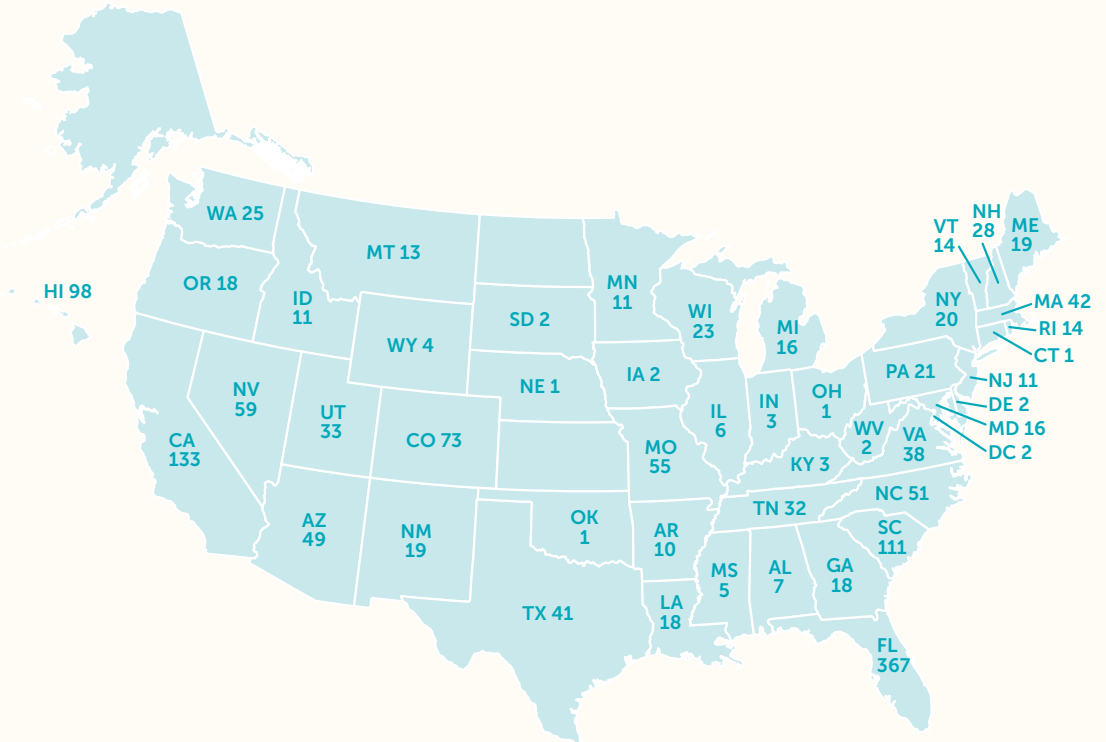 WA 25
MT 13
OR 18
ID
11
HI 98
WY 4
SD 2
NE 1
MN
11
WI
23
MI
16
IA 2
NV
59
UT
33
CO 73
CA
133
AZ
49
NM
19
MO
55
IL
6
IN
3
OH
1
KY 3
WV
2
VA
38
TN 32
NC 51
SC
111
OK
1
AR
10
TX 41
LA
18
MS
5
AL
7
GA
18
FL
367
PA 21
NY
20
VT
14
NH
28
ME
19
MA 42
RI 14
CT 1
NJ 11
DE 2
MD 16
DC 2